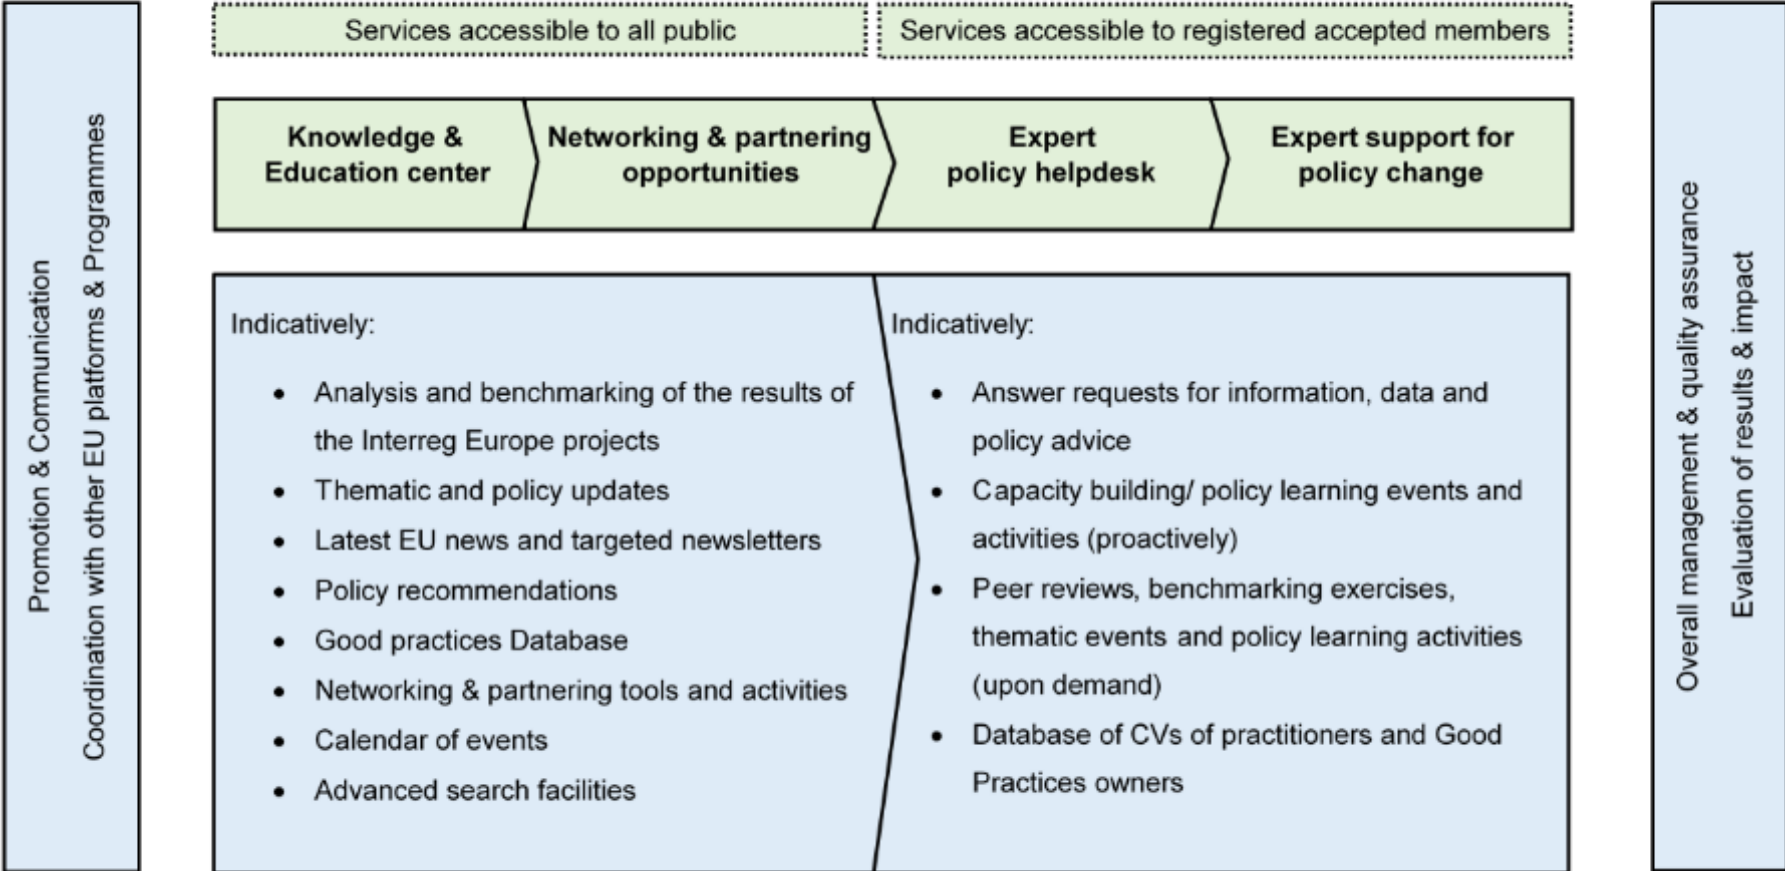 Promotion & Communication
Coordination with other EU platforms & Programmes
Services accessible to all public
Services accessible to registered accepted members
Knowledge &
Education center
Networking & partnering
opportunities
Expert
policy helpdesk
Expert support for
policy change
Indicatively:
• Analysis and benchmarking of the results of
the Interreg Europe projects
• Thematic and policy updates
• Latest EU news and targeted newsletters
• Policy recommendations
• Good practices Database
• Networking & partnering tools and activities
• Calendar of events
• Advanced search facilities
Indicatively:
• Answer requests for information, data and
policy advice
• Capacity building/ policy learning events and
activities (proactively)
• Peer reviews, benchmarking exercises,
thematic events and policy learning activities
(upon demand)
• Database of CVs of practitioners and Good
Practices owners
Overall management & quality assurance
Evaluation of results & impact